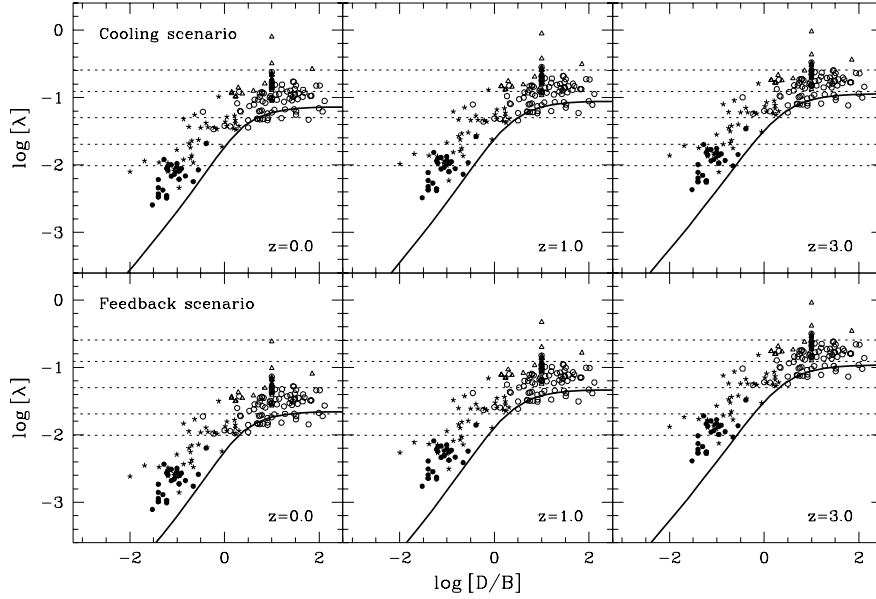 0
Cooling scenario
-1
log [λ]
-2
-3
z=0.0
z=1.0
z=3.0
0
Feedback scenario
-1
log [λ]
-2
-3
z=0.0
z=1.0
z=3.0
-2 0 2 -2 0 2 -2 0 2
log [D/B]